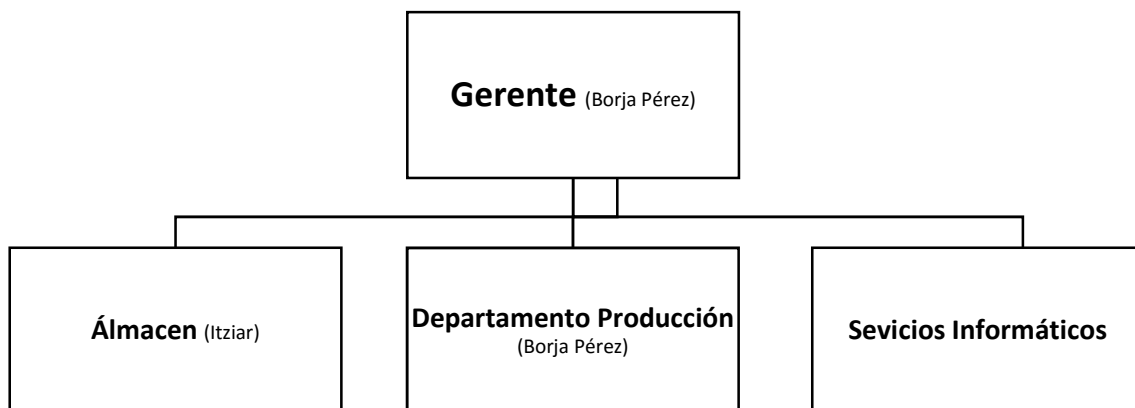 Gerente (Borja Pérez)
Álmacen (Itziar)
Departamento Producción
(Borja Pérez)
Sevicios Informáticos